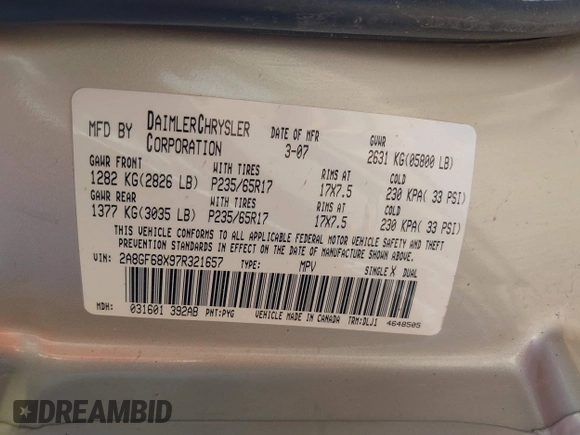 MFD BY DAIMLERCHRYSLER CORPORATION
DATE OF MFR 3-07
GVWR 2631 KG(05800 LB)
GAWR FRONT WITH TIRES RIMS AT COLD
1282 KG(2826 LB) P235/65R17 17X7.5 230 KPA( 33 PSI)
GAWR REAR WITH TIRES RIMS AT COLD
1377 KG(3035 LB) P235/65R17 17X7.5 230 KPA( 33 PSI)
THIS VEHICLE CONFORMS TO ALL APPLICABLE FEDERAL MOTOR VEHICLE SAFETY AND THEFT
PREVENTION STANDARDS IN EFFECT ON THE DATE OF MANUFACTURE SHOWN ABOVE.
VIN: 2A8GF68X97R321657 TYPE: MPV SINGLE X DUAL
MDH: 031601 392AB PNT:PYG VEHICLE MADE IN CANADA TRM:DLJ1 4648505
DREAMBID